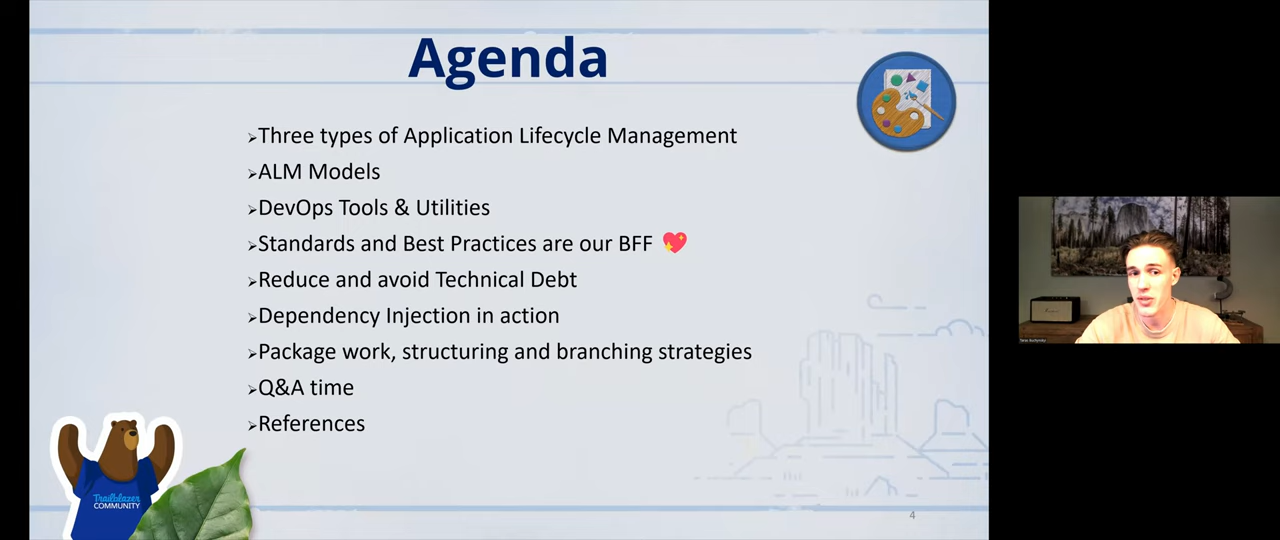 Agenda
➢Three types of Application Lifecycle Management
➢ALM Models
➢DevOps Tools & Utilities
➢Standards and Best Practices are our BFF 💖
➢Reduce and avoid Technical Debt
➢Dependency Injection in action
➢Package work, structuring and branching strategies
➢Q&A time
➢References
Trailblazer
COMMUNITY
4